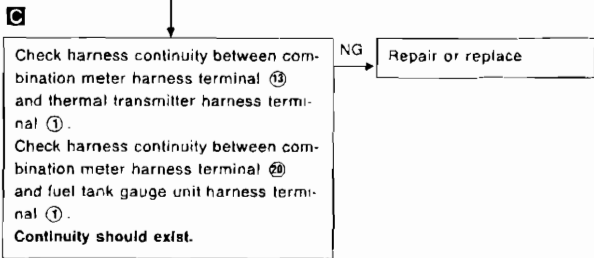 C
Check harness continuity between com-
bination meter harness terminal ⑬
and thermal transmitter harness termi-
nal ①.
Check harness continuity between com-
bination meter harness terminal ⑳
and fuel tank gauge unit harness termi-
nal ①.
Continuity should exist.
NG
Repair or replace